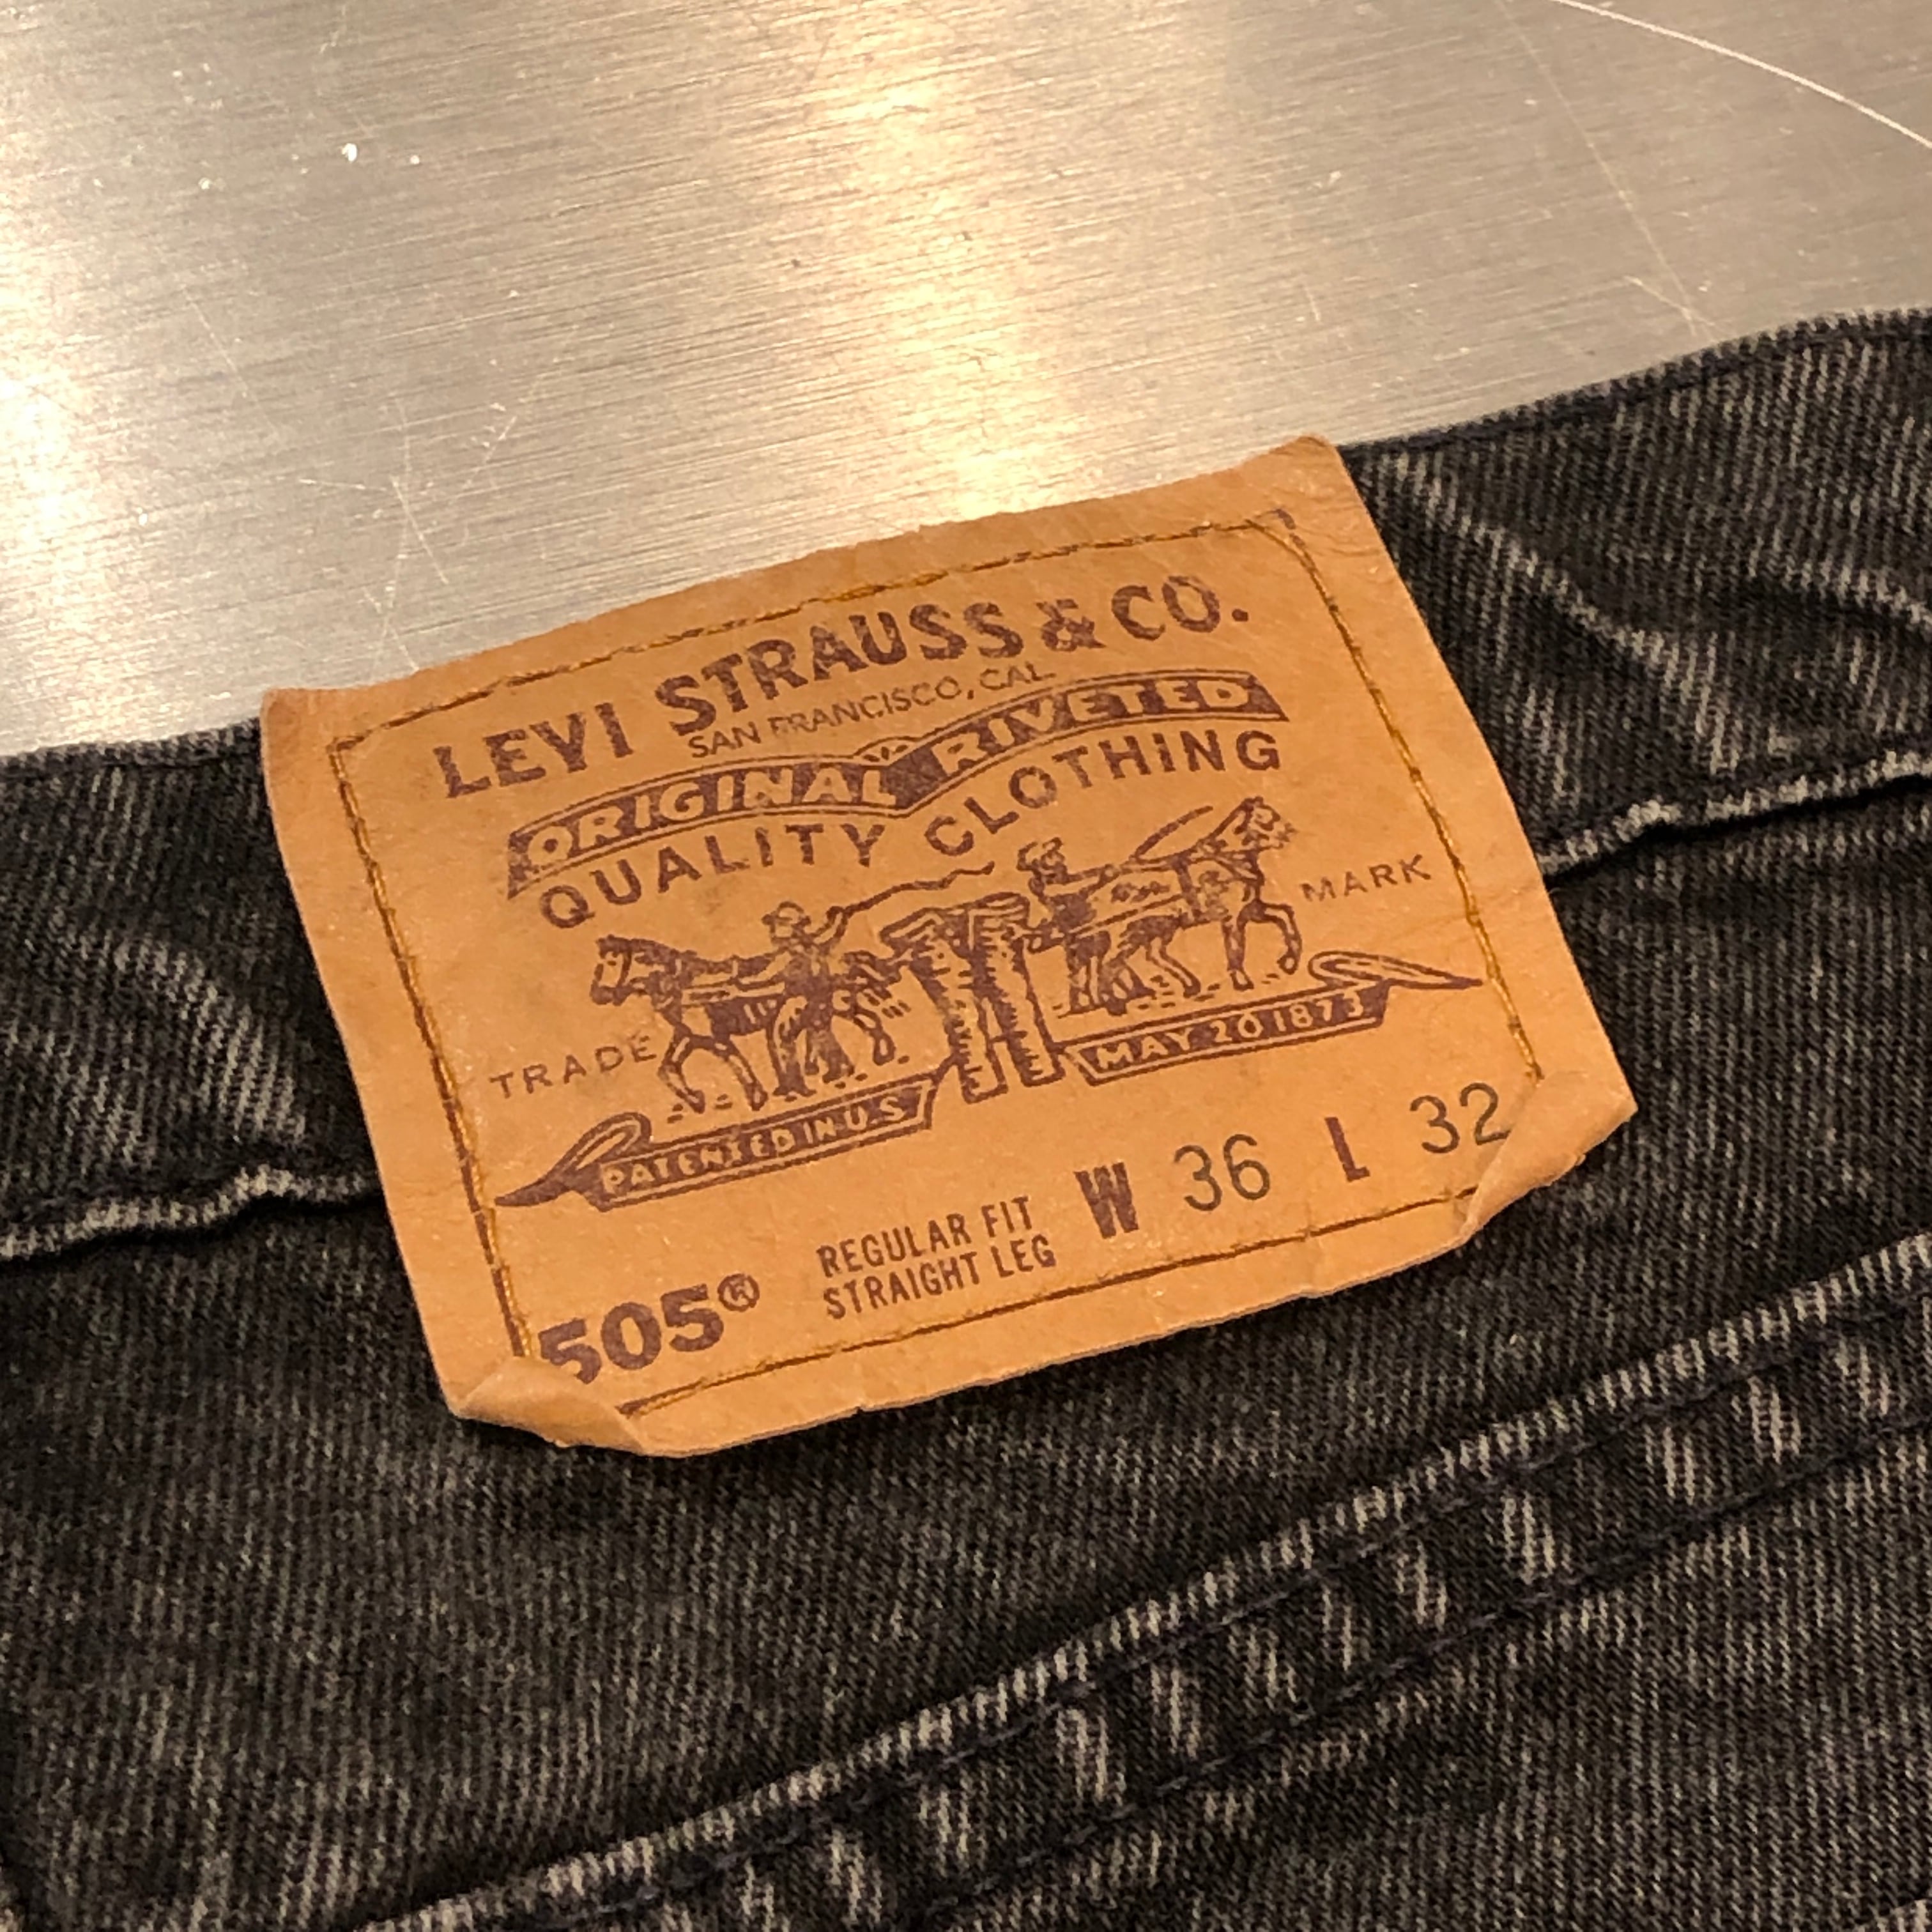 LEVI STRAUSS & CO.
SAN FRANCISCO, CAL.
ORIGINAL RIVETED
QUALITY CLOTHING
TRADE MARK
PATENTED IN U.S. MAY 20 1873
505® REGULAR FIT STRAIGHT LEG W 36 L 32